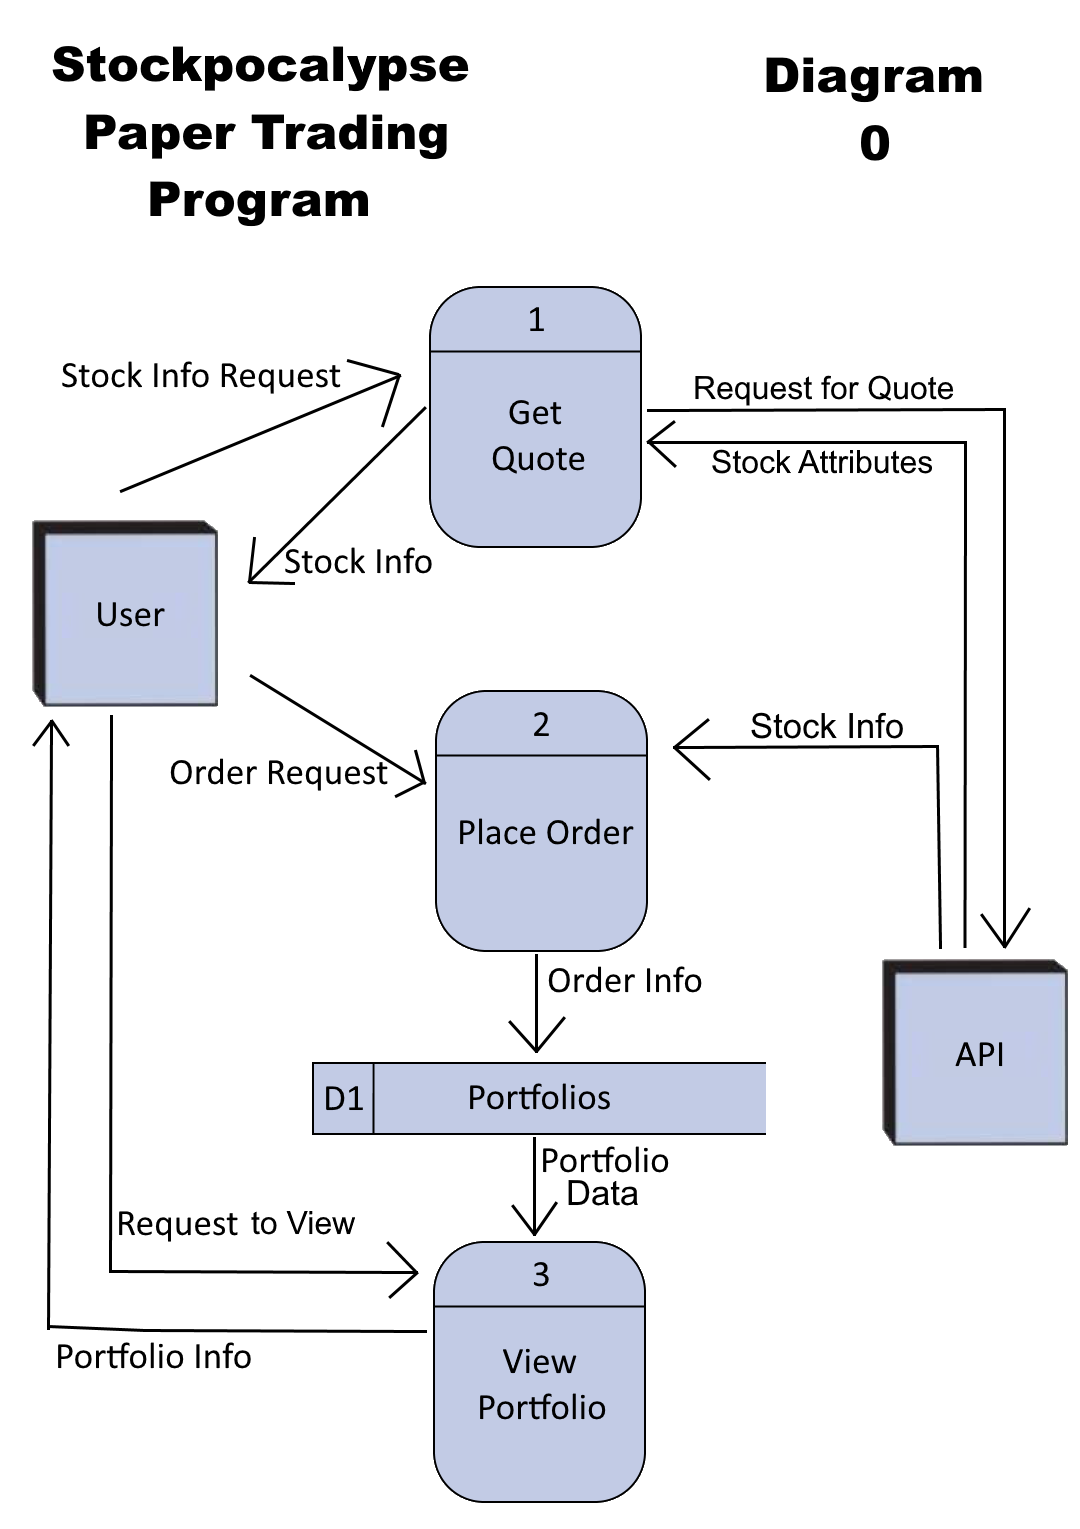 Stockpocalypse
Paper Trading
Program
Diagram
0
1
Get
Quote
Stock Info Request
Request for Quote
Stock Attributes
Stock Info
User
2
Place Order
Stock Info
Order Request
Order Info
API
D1
Portfolios
Portfolio
Data
Request to View
3
View
Portfolio
Portfolio Info